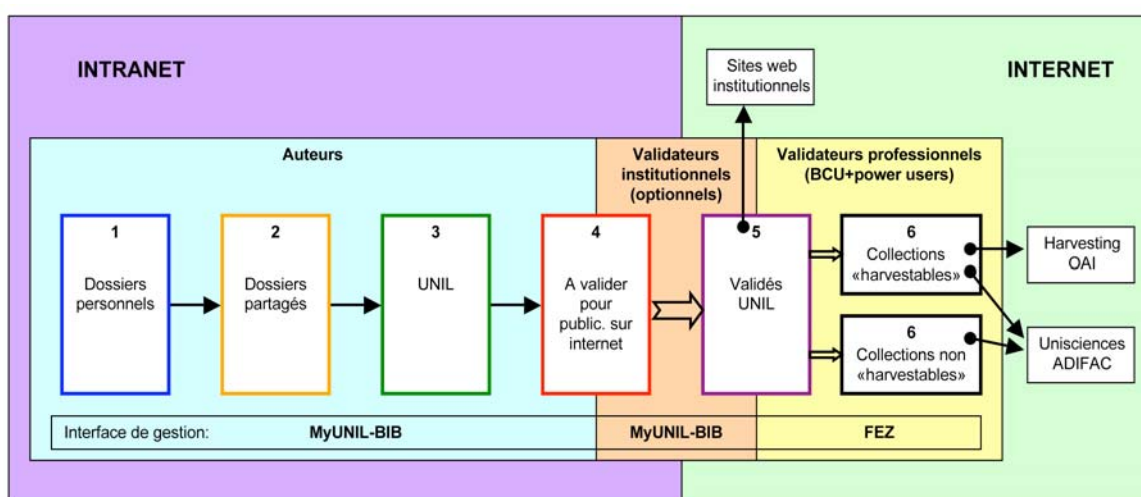 INTRANET
INTERNET
Sites web
institutionnels
Auteurs
Validateurs
institutionnels
(optionnels)
Validateurs professionnels
(BCU+power users)
1
Dossiers
personnels
2
Dossiers
partagés
3
UNIL
4
A valider
pour
public. sur
internet
5
Validés
UNIL
6
Collections
«harvestables»
6
Collections non
«harvestables»
Harvesting
OAI
Unisciences
ADIFAC
Interface de gestion: MyUNIL-BIB MyUNIL-BIB FEZ